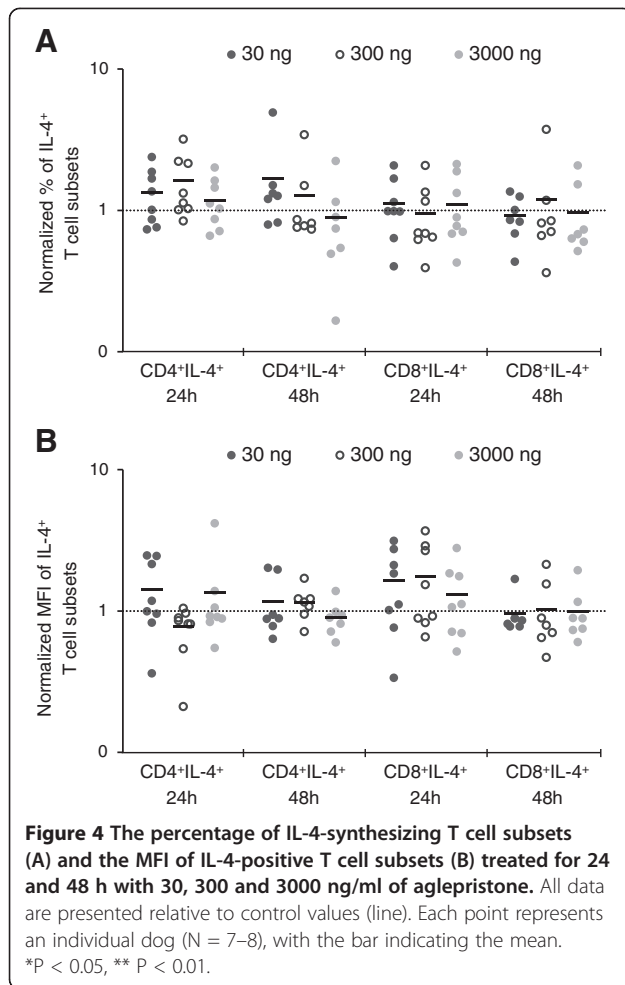 A
● 30 ng ○ 300 ng ● 3000 ng
10
1
0
Normalized % of IL-4⁺
T cell subsets
CD4⁺IL-4⁺ CD4⁺IL-4⁺ CD8⁺IL-4⁺ CD8⁺IL-4⁺
24h 48h 24h 48h
B
● 30 ng ○ 300 ng ● 3000 ng
10
1
0
Normalized MFI of IL-4⁺
T cell subsets
CD4⁺IL-4⁺ CD4⁺IL-4⁺ CD8⁺IL-4⁺ CD8⁺IL-4⁺
24h 48h 24h 48h
Figure 4 The percentage of IL-4-synthesizing T cell subsets
(A) and the MFI of IL-4-positive T cell subsets (B) treated for 24
and 48 h with 30, 300 and 3000 ng/ml of aglepristone. All data
are presented relative to control values (line). Each point represents
an individual dog (N = 7–8), with the bar indicating the mean.
*P < 0.05, ** P < 0.01.